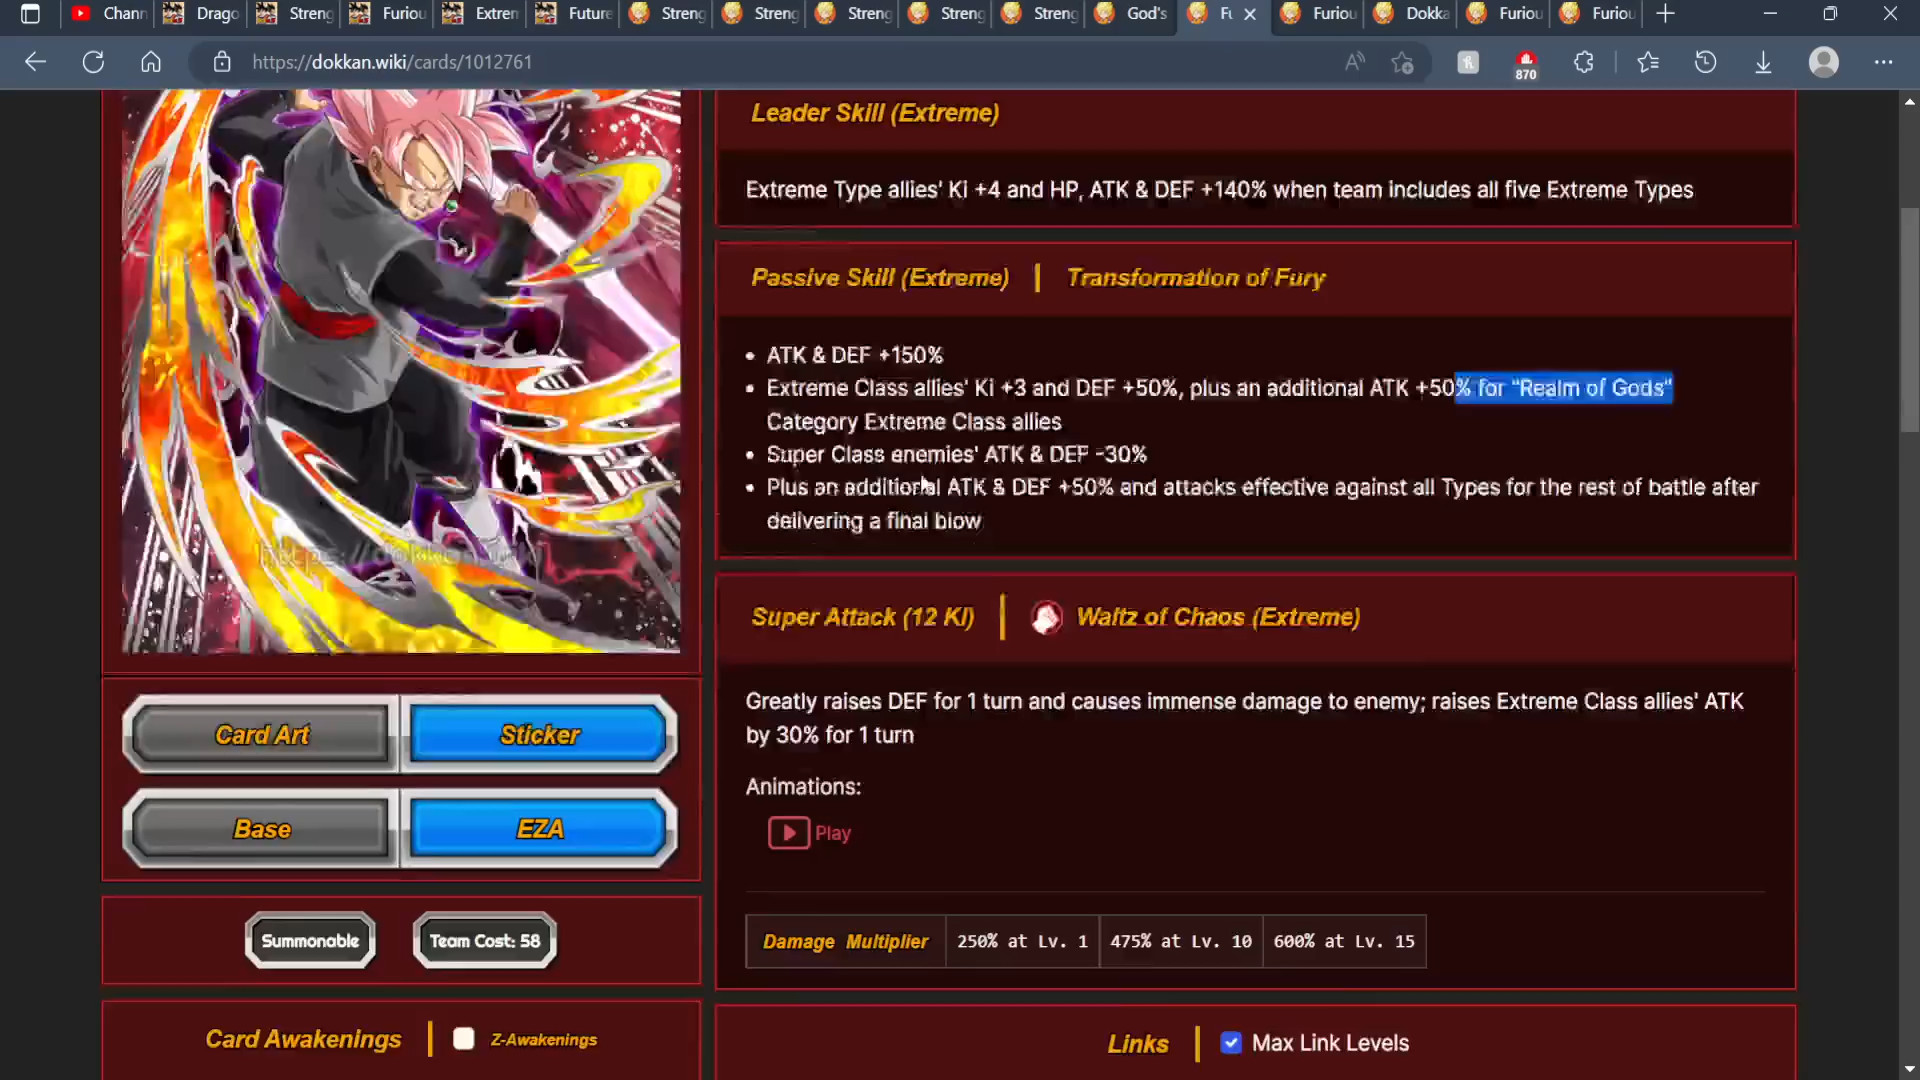 Chann
Drago
Streng
Furiou
Extren
Future
Streng
Streng
Streng
Streng
Streng
God's
Fu
Furiou
Dokka
Furiou
Furiou
https://dokkan.wiki/cards/1012761
870
Leader Skill (Extreme)
Extreme Type allies' Ki +4 and HP, ATK & DEF +140% when team includes all five Extreme Types
Passive Skill (Extreme) | Transformation of Fury
• ATK & DEF +150%
• Extreme Class allies' Ki +3 and DEF +50%, plus an additional ATK +50% for "Realm of Gods"
Category Extreme Class allies
• Super Class enemies' ATK & DEF -30%
• Plus an additional ATK & DEF +50% and attacks effective against all Types for the rest of battle after
delivering a final blow
Super Attack (12 KI) | Waltz of Chaos (Extreme)
Greatly raises DEF for 1 turn and causes immense damage to enemy; raises Extreme Class allies' ATK
by 30% for 1 turn
Animations:
Play
Damage Multiplier 250% at Lv. 1 475% at Lv. 10 600% at Lv. 15
Links | Max Link Levels
https://dokkan.wiki
Card Art Sticker
Base EZA
Summonable Team Cost: 58
Card Awakenings | Z-Awakenings